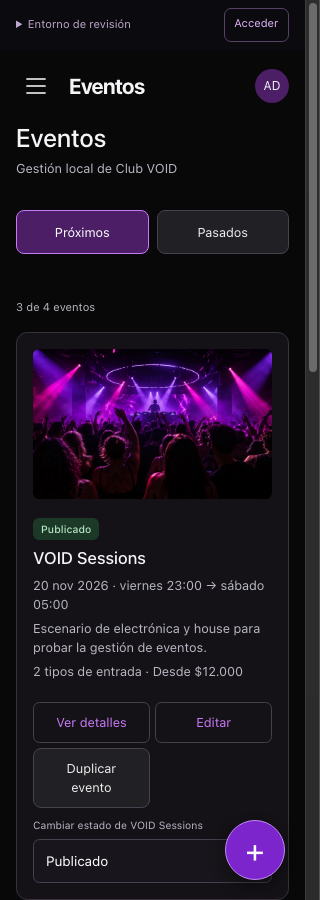 Entorno de revisión
Acceder
Eventos
AD
Eventos
Gestión local de Club VOID
Próximos
Pasados
3 de 4 eventos
Publicado
VOID Sessions
20 nov 2026 · viernes 23:00 → sábado
05:00
Escenario de electrónica y house para
probar la gestión de eventos.
2 tipos de entrada · Desde $12.000
Ver detalles
Editar
Duplicar
evento
Cambiar estado de VOID Sessions
Publicado
+